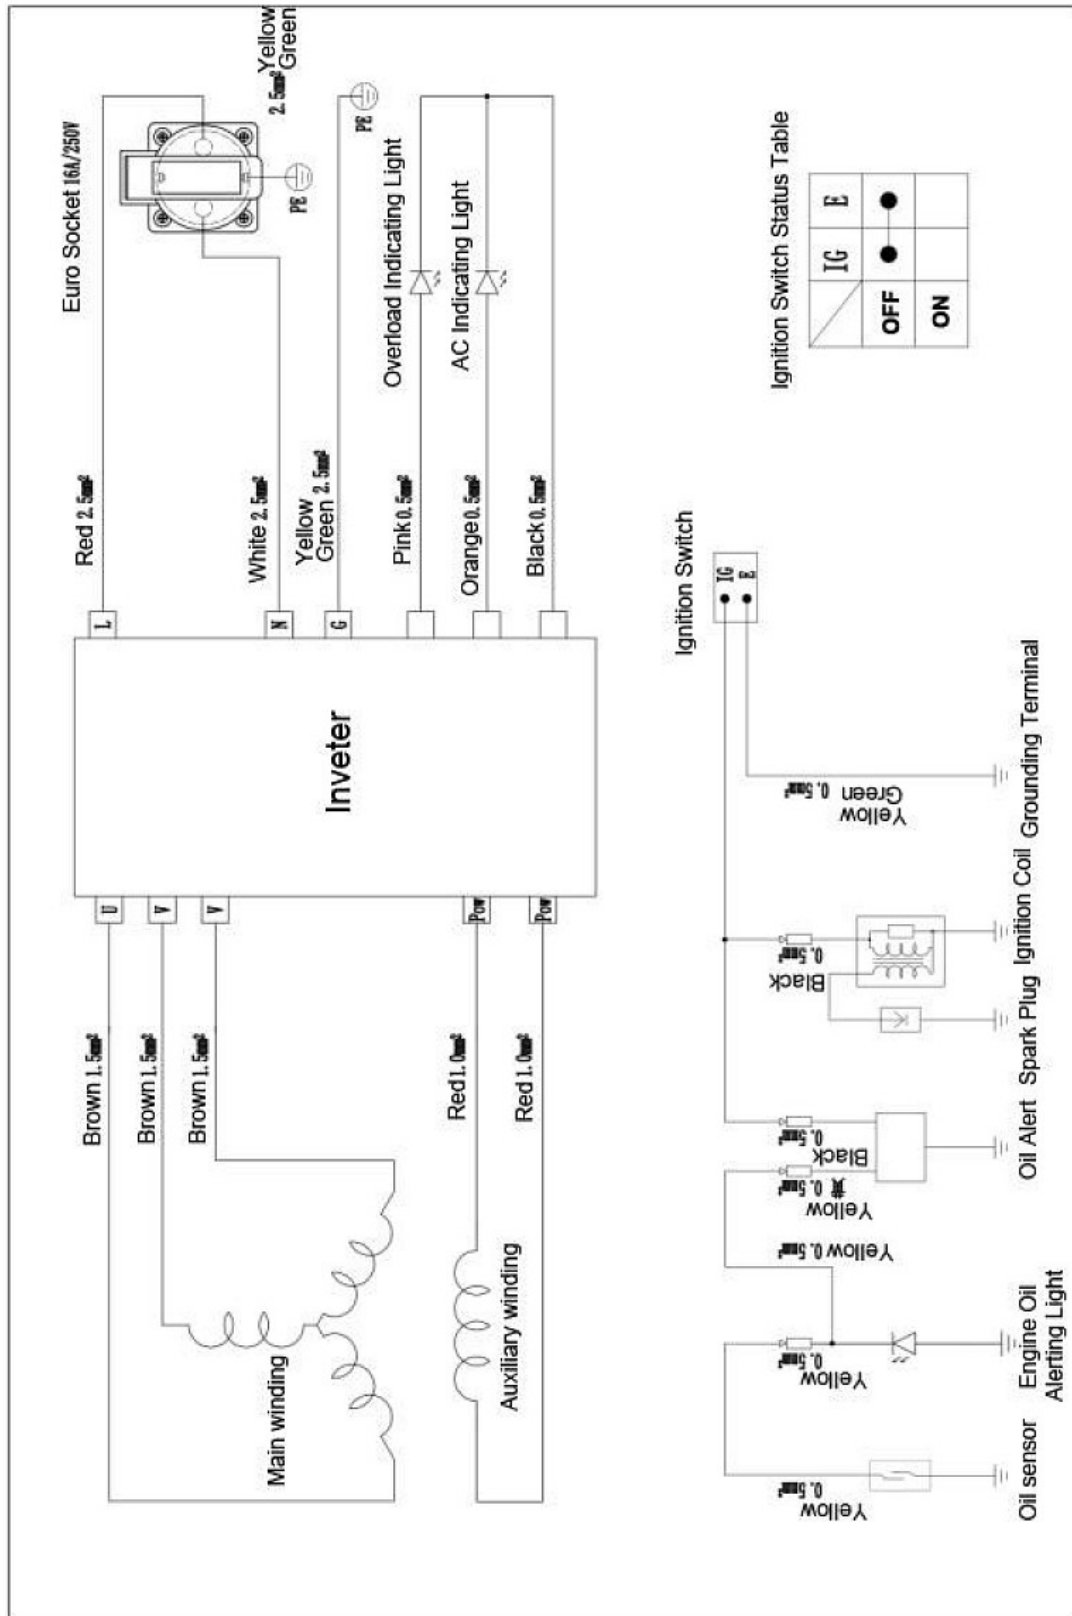 Euro Socket 16A/250V
Yellow
Green
2.5mm²
PE
Red 2.5mm²
White 2.5mm²
Yellow
Green 2.5mm²
PE
Overload Indicating Light
Pink 0.5mm²
AC Indicating Light
Orange 0.5mm²
Black 0.5mm²
L
N
G
Inveter
U
V
V
Pow
Pow
Brown 1.5mm²
Brown 1.5mm²
Brown 1.5mm²
Red 1.0mm²
Red 1.0mm²
Main winding
Auxiliary winding
Ignition Switch Status Table
IG E
OFF
ON
Ignition Switch
IG
E
Yellow
Green 0.5mm²
Grounding Terminal
Black
0.5mm²
Ignition Coil
Spark Plug
Black
0.5mm²
Yellow
黄 0.5mm²
Oil Alert
Yellow 0.5mm²
Yellow
0.5mm²
Engine Oil
Alerting Light
Yellow
0.5mm²
Oil sensor